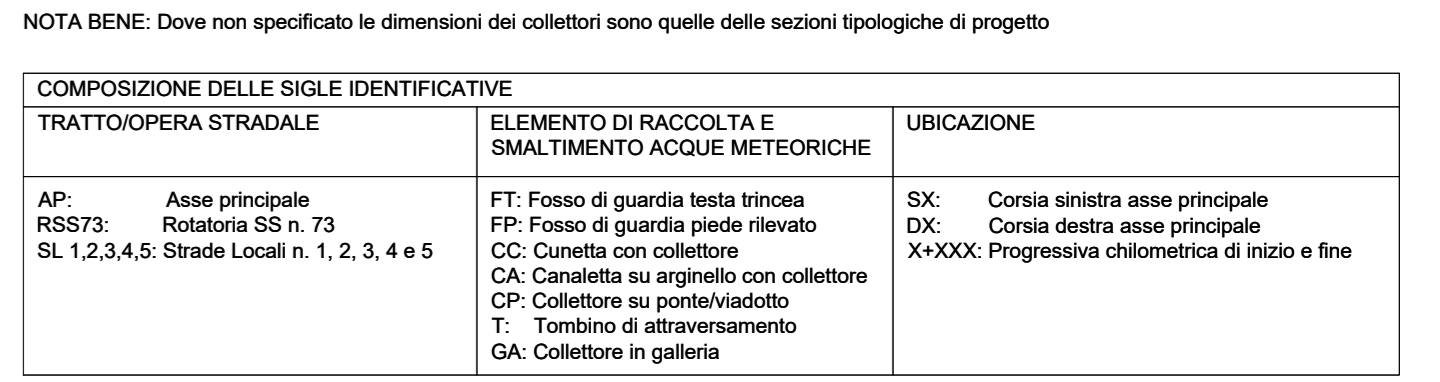 NOTA BENE: Dove non specificato le dimensioni dei collettori sono quelle delle sezioni tipologiche di progetto
COMPOSIZIONE DELLE SIGLE IDENTIFICATIVE
TRATTO/OPERA STRADALE
ELEMENTO DI RACCOLTA E
SMALTIMENTO ACQUE METEORICHE
UBICAZIONE
AP: Asse principale
RSS73: Rotatoria SS n. 73
SL 1,2,3,4,5: Strade Locali n. 1, 2, 3, 4 e 5
FT: Fosso di guardia testa trincea
FP: Fosso di guardia piede rilevato
CC: Cunetta con collettore
CA: Canaletta su arginello con collettore
CP: Collettore su ponte/viadotto
T: Tombino di attraversamento
GA: Collettore in galleria
SX: Corsia sinistra asse principale
DX: Corsia destra asse principale
X+XXX: Progressiva chilometrica di inizio e fine